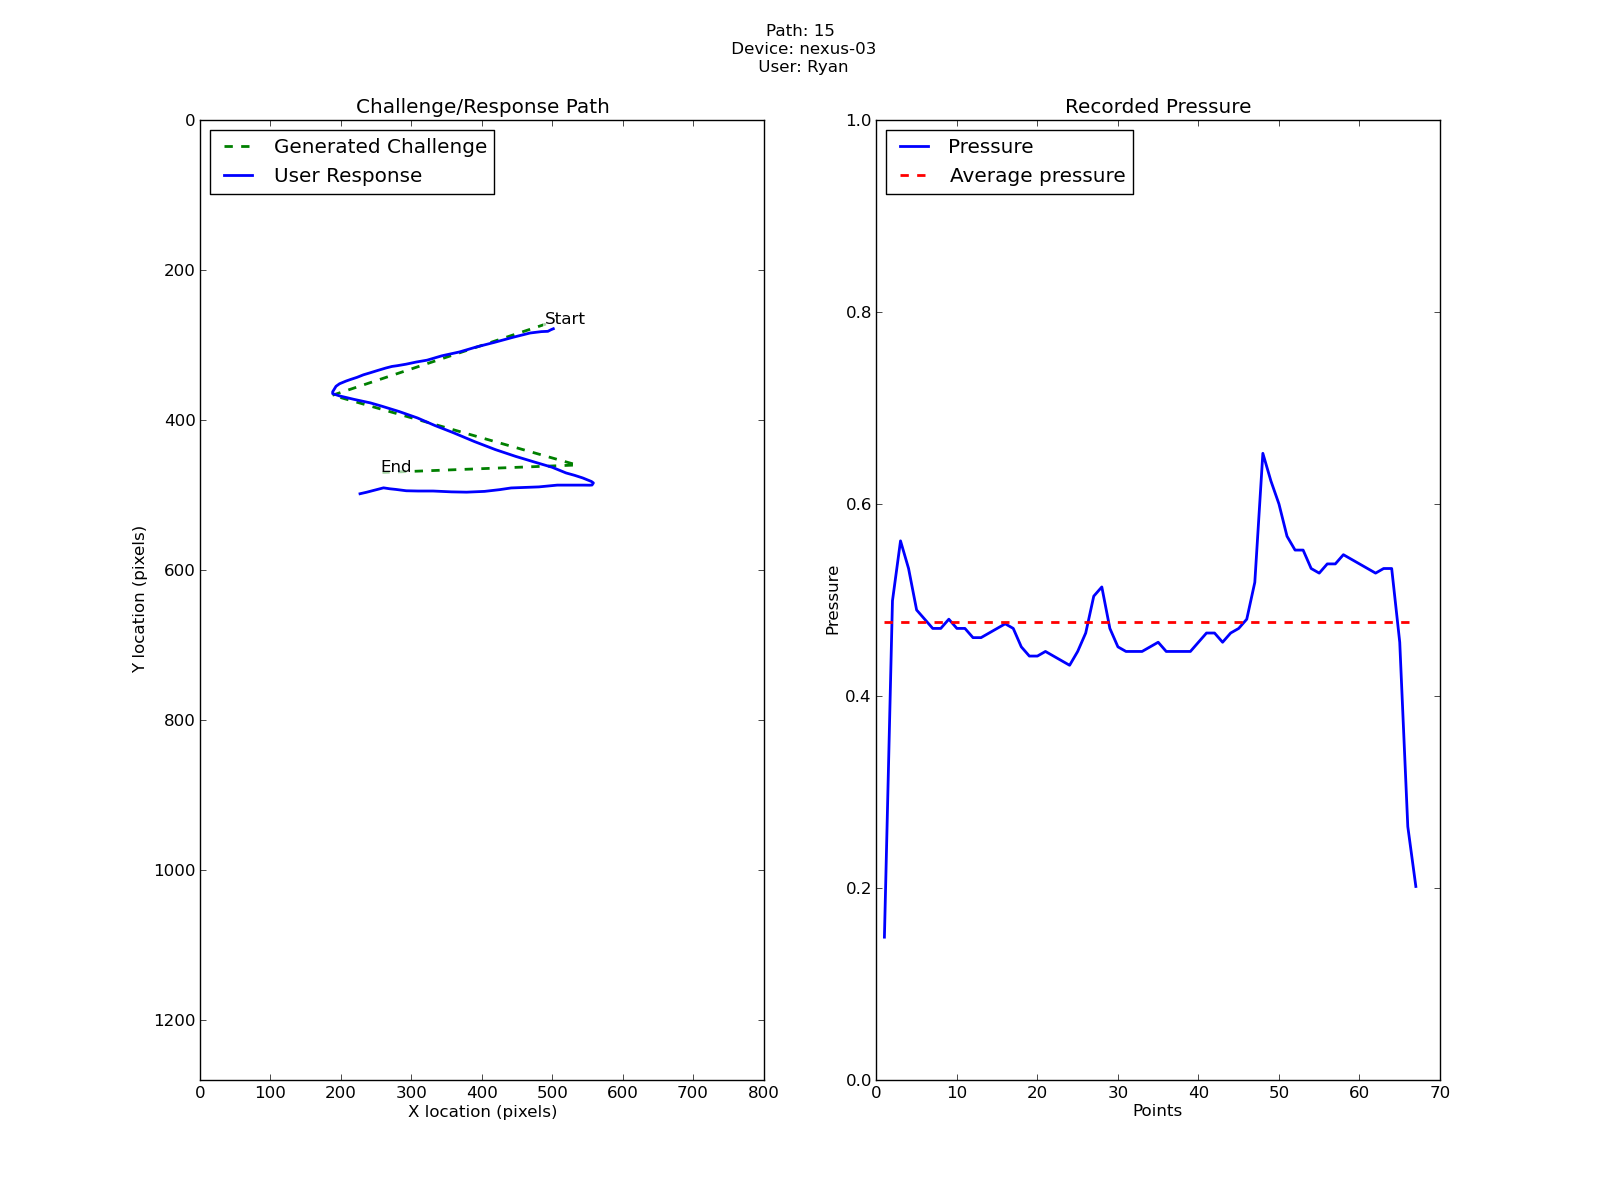 Path: 15
Device: nexus-03
User: Ryan
Challenge/Response Path
Generated Challenge
User Response
Start
End
0
200
400
600
800
1000
1200
Y location (pixels)
0 100 200 300 400 500 600 700 800
X location (pixels)
Recorded Pressure
Pressure
Average pressure
1.0
0.8
0.6
0.4
0.2
0.0
Pressure
0 10 20 30 40 50 60 70
Points